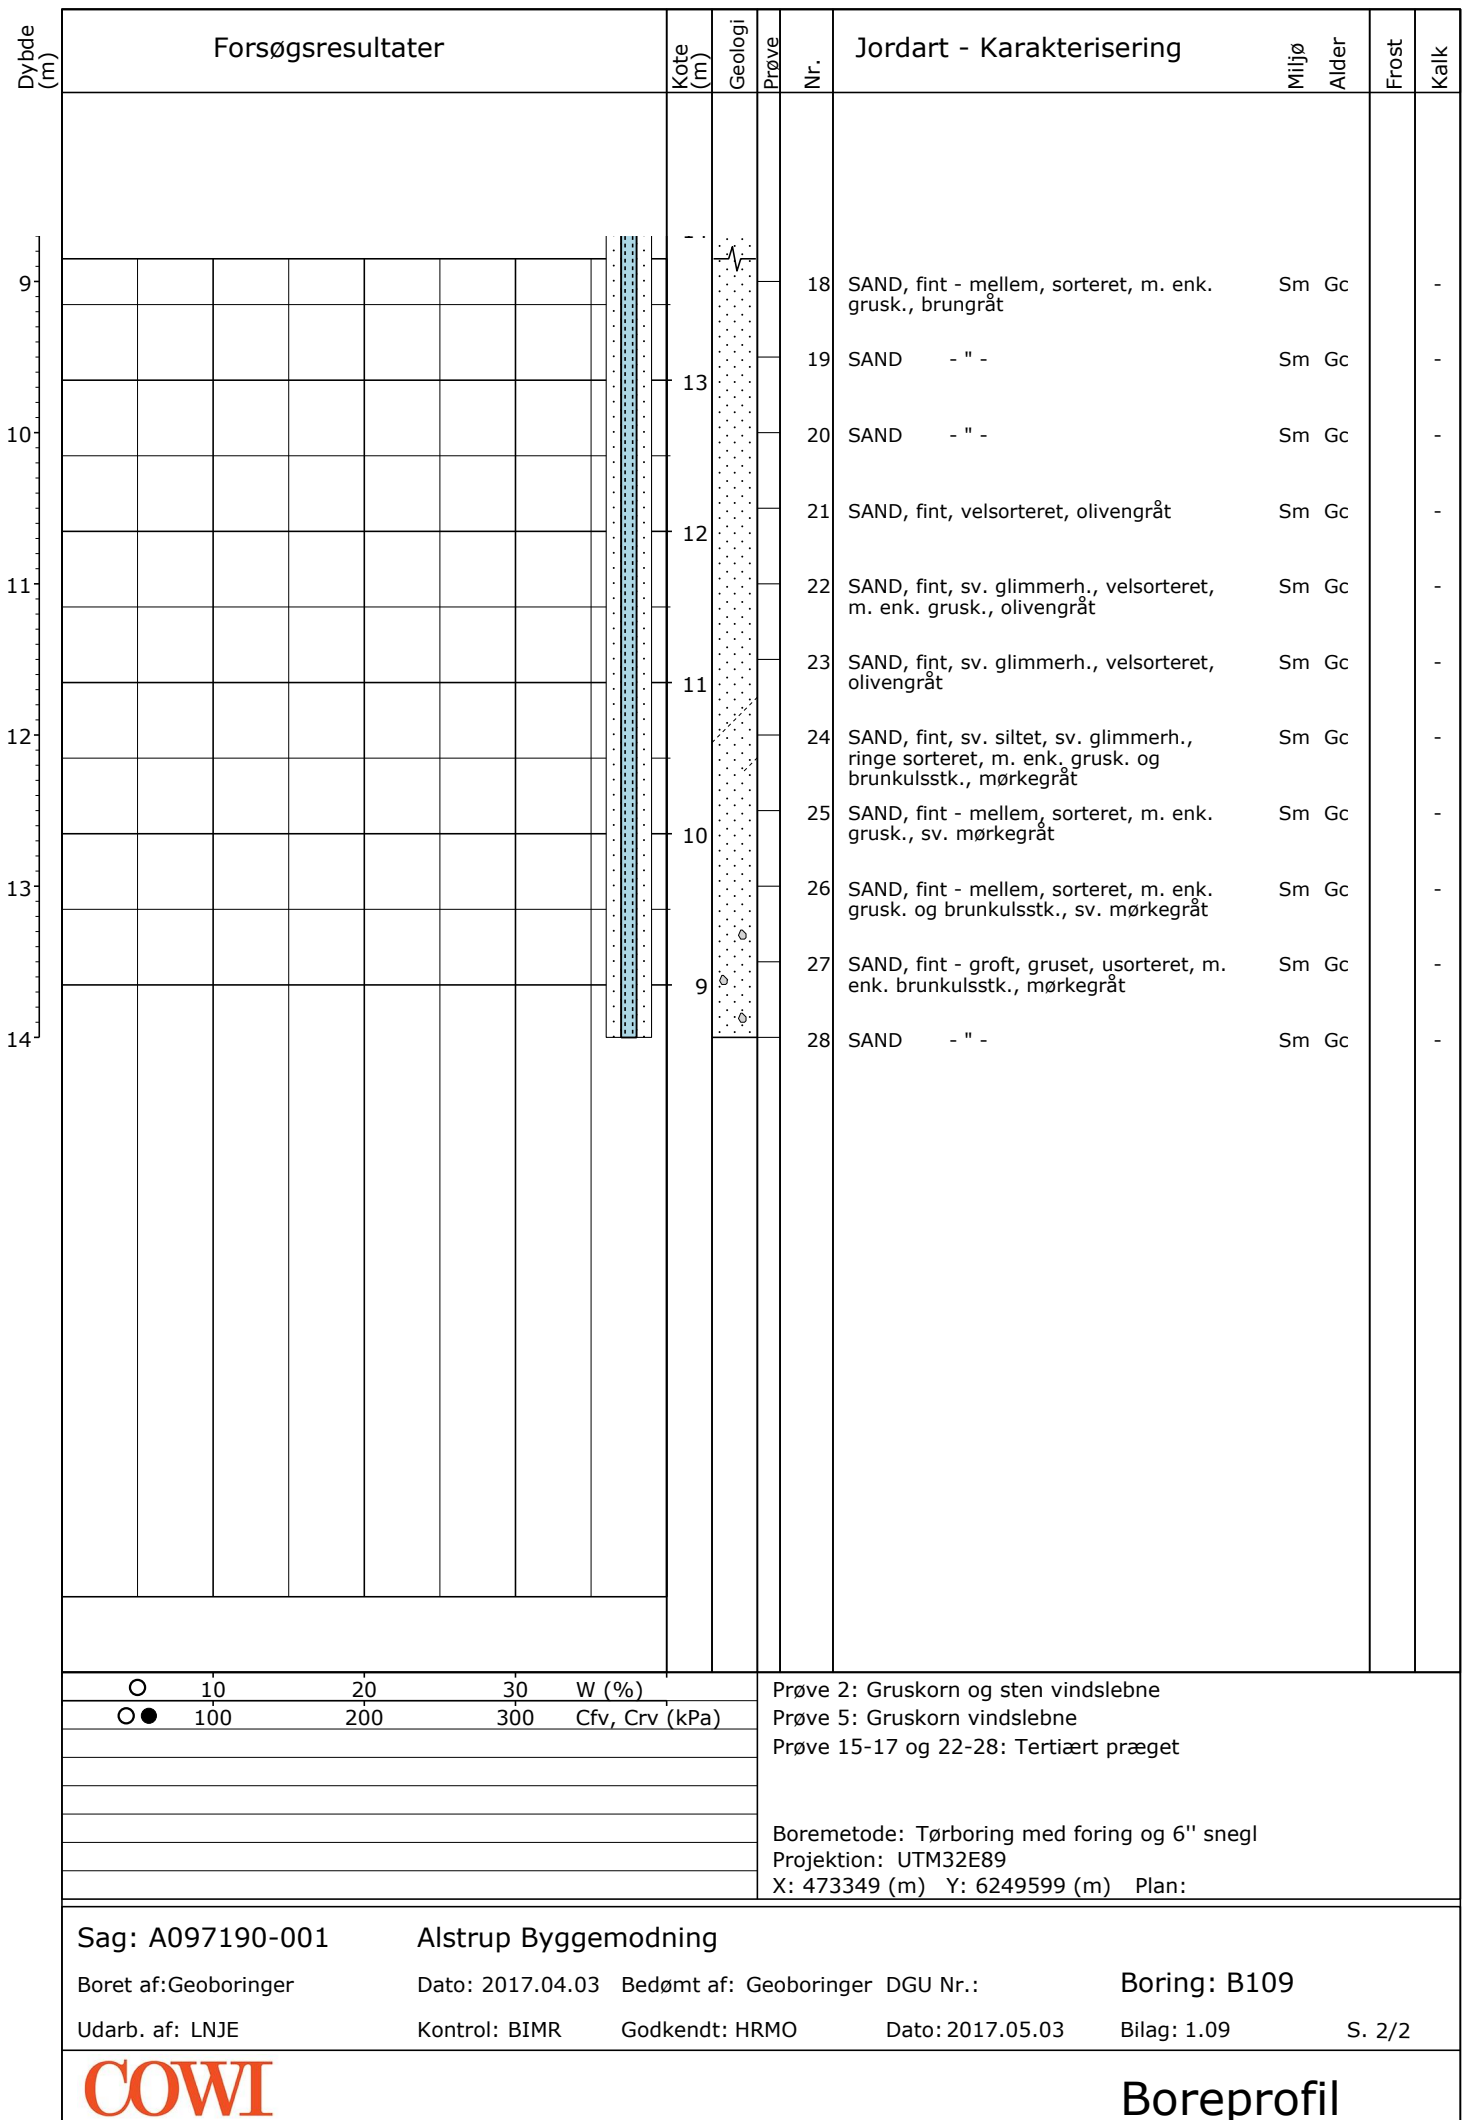 Dybde (m) Forsøgsresultater Kote (m) Geologi Prøve Nr. Jordart - Karakterisering Miljø Alder Frost Kalk
9 18 SAND, fint - mellem, sorteret, m. enk. Sm Gc -
grusk., brungråt
19 SAND - " - Sm Gc -
13
10 20 SAND - " - Sm Gc -
21 SAND, fint, velsorteret, olivengråt Sm Gc -
12
11 22 SAND, fint, sv. glimmerh., velsorteret, Sm Gc -
m. enk. grusk., olivengråt
23 SAND, fint, sv. glimmerh., velsorteret, Sm Gc -
11 olivengråt
12 24 SAND, fint, sv. siltet, sv. glimmerh., Sm Gc -
ringe sorteret, m. enk. grusk. og
brunkulsstk., mørkegråt
25 SAND, fint - mellem, sorteret, m. enk. Sm Gc -
10 grusk., sv. mørkegråt
13 26 SAND, fint - mellem, sorteret, m. enk. Sm Gc -
grusk. og brunkulsstk., sv. mørkegråt
27 SAND, fint - groft, gruset, usorteret, m. Sm Gc -
9 enk. brunkulsstk., mørkegråt
14 28 SAND - " - Sm Gc -
10 20 30 W (%)
100 200 300 Cfv, Crv (kPa)
Prøve 2: Gruskorn og sten vindslebne
Prøve 5: Gruskorn vindslebne
Prøve 15-17 og 22-28: Tertiært præget
Boremetode: Tørboring med foring og 6'' snegl
Projektion: UTM32E89
X: 473349 (m) Y: 6249599 (m) Plan:
Sag: A097190-001 Alstrup Byggemodning
Boret af:Geoboringer Dato: 2017.04.03 Bedømt af: Geoboringer DGU Nr.: Boring: B109
Udarb. af: LNJE Kontrol: BIMR Godkendt: HRMO Dato: 2017.05.03 Bilag: 1.09 S. 2/2
COWI Boreprofil